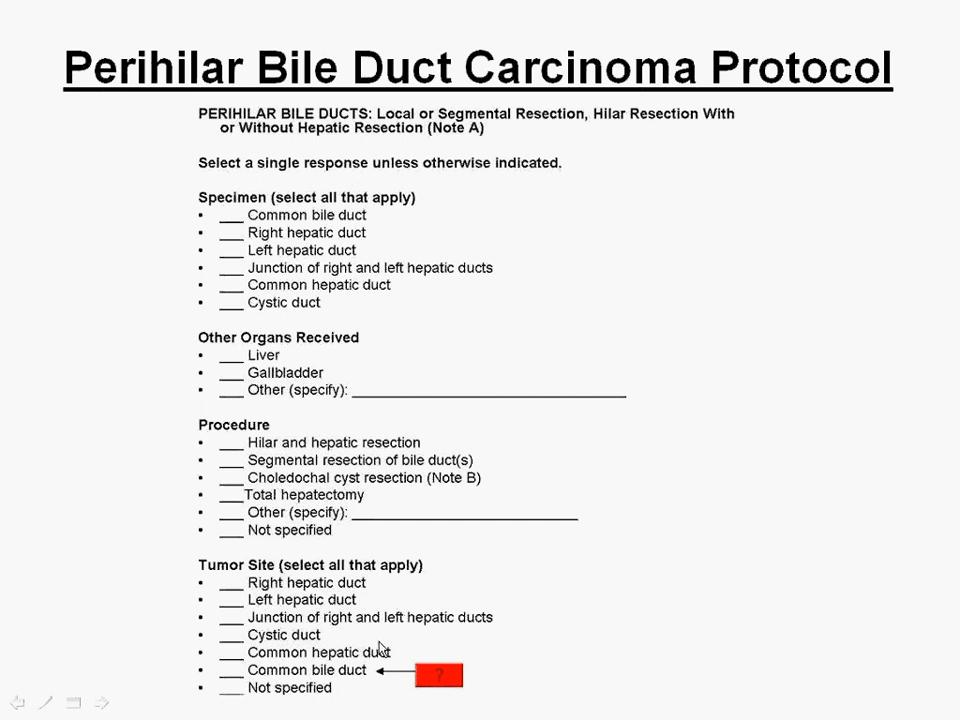 Perihilar Bile Duct Carcinoma Protocol
PERIHILAR BILE DUCTS: Local or Segmental Resection, Hilar Resection With
or Without Hepatic Resection (Note A)
Select a single response unless otherwise indicated.
Specimen (select all that apply)
• ___ Common bile duct
• ___ Right hepatic duct
• ___ Left hepatic duct
• ___ Junction of right and left hepatic ducts
• ___ Common hepatic duct
• ___ Cystic duct
Other Organs Received
• ___ Liver
• ___ Gallbladder
• ___ Other (specify): ___________________________________
Procedure
• ___ Hilar and hepatic resection
• ___ Segmental resection of bile duct(s)
• ___ Choledochal cyst resection (Note B)
• ___Total hepatectomy
• ___ Other (specify): ___________________________
• ___ Not specified
Tumor Site (select all that apply)
• ___ Right hepatic duct
• ___ Left hepatic duct
• ___ Junction of right and left hepatic ducts
• ___ Cystic duct
• ___ Common hepatic duct
• ___ Common bile duct
?
• ___ Not specified